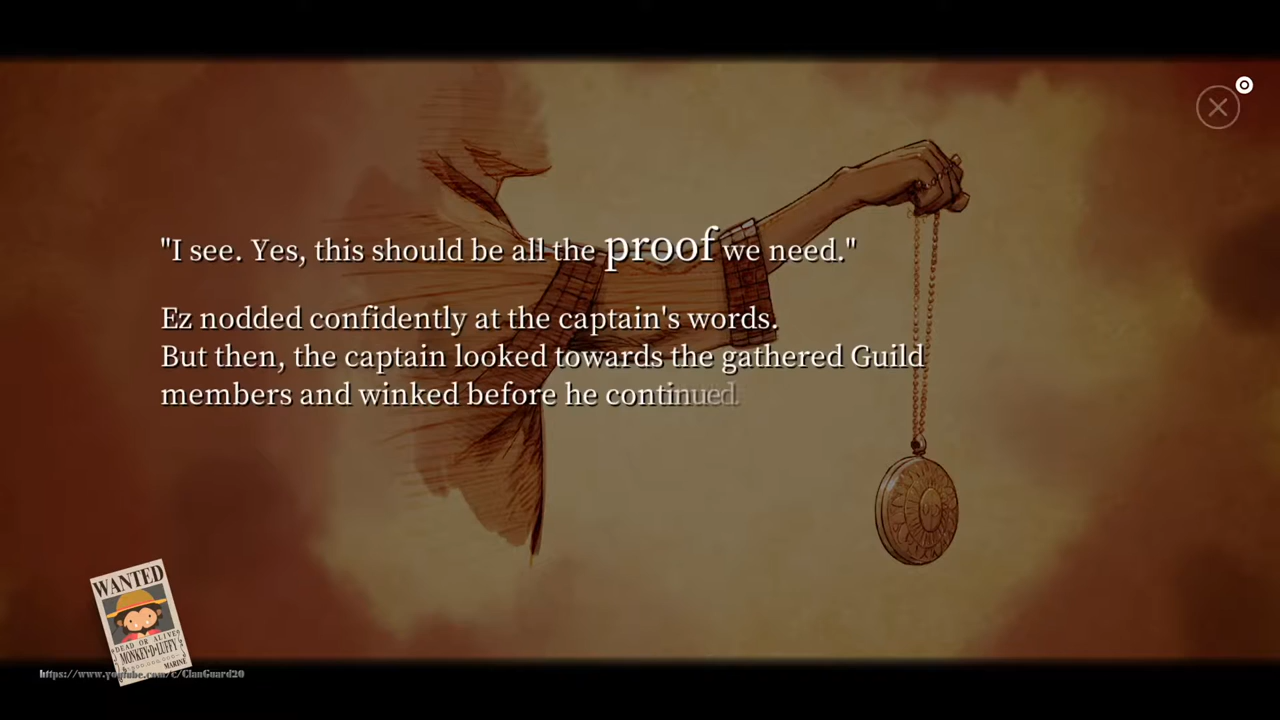 "I see. Yes, this should be all the proof we need."
Ez nodded confidently at the captain's words.
But then, the captain looked towards the gathered Guild
members and winked before he continued.
WANTED
DEAD OR ALIVE
MONKEY·D·LUFFY
MARINE
https://www.youtube.com/c/ClanGuard20